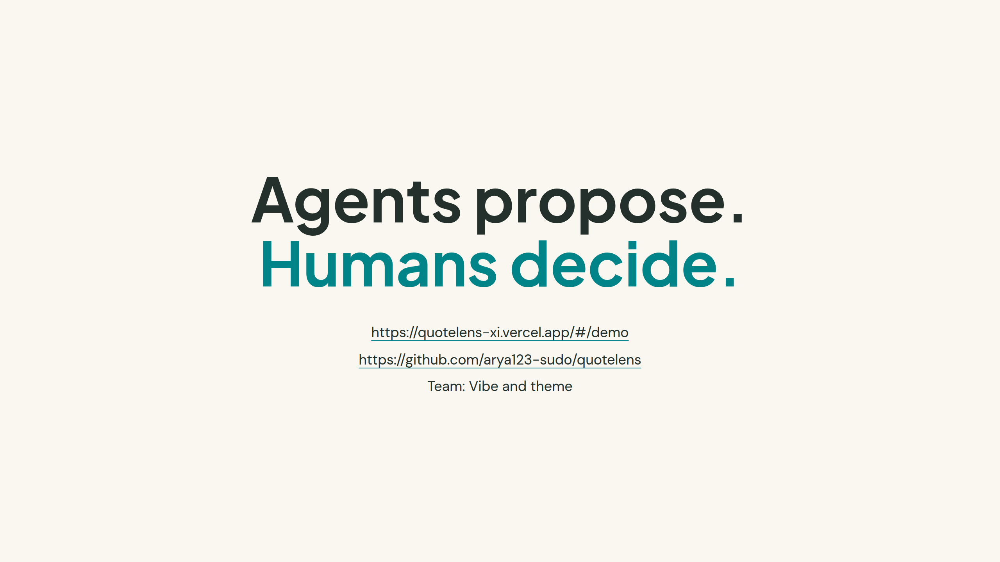 Agents propose.
Humans decide.
https://quotelens-xi.vercel.app/#/demo
https://github.com/arya123-sudo/quotelens
Team: Vibe and theme